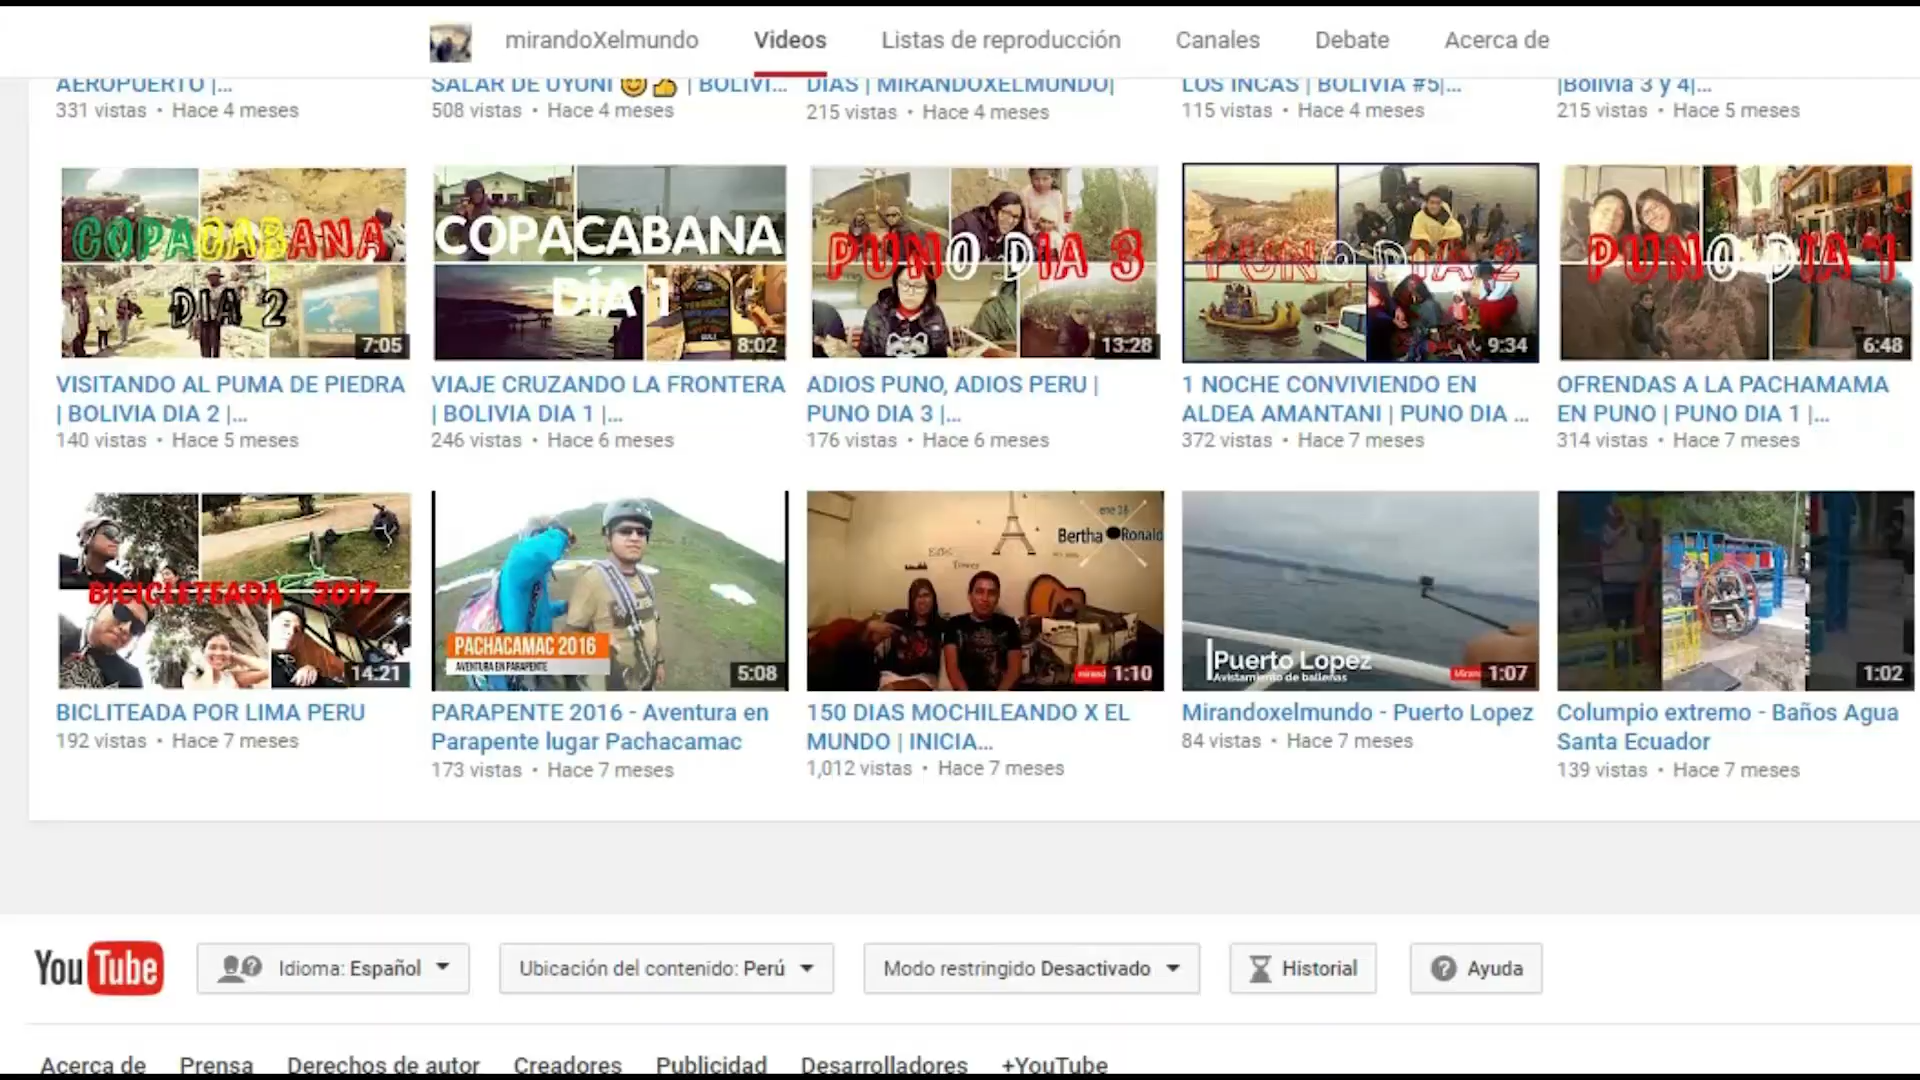 mirandoXelmundo
Videos
Listas de reproducción
Canales
Debate
Acerca de
AEROPUERTO |...
331 vistas • Hace 4 meses
SALAR DE UYUNI 😊👍 | BOLIVI...
508 vistas • Hace 4 meses
DIAS | MIRANDOXELMUNDO|
215 vistas • Hace 4 meses
LOS INCAS | BOLIVIA #5|...
115 vistas • Hace 4 meses
|Bolivia 3 y 4|...
215 vistas • Hace 5 meses
COPACABANA
DIA 2
7:05
VISITANDO AL PUMA DE PIEDRA
| BOLIVIA DIA 2 |...
140 vistas • Hace 5 meses
COPACABANA
DÍA 1
8:02
VIAJE CRUZANDO LA FRONTERA
| BOLIVIA DIA 1 |...
246 vistas • Hace 6 meses
PUNO DIA 3
13:28
ADIOS PUNO, ADIOS PERU |
PUNO DIA 3 |...
176 vistas • Hace 6 meses
PUNO DIA 2
9:34
1 NOCHE CONVIVIENDO EN
ALDEA AMANTANI | PUNO DIA ...
372 vistas • Hace 7 meses
PUNO DIA 1
6:48
OFRENDAS A LA PACHAMAMA
EN PUNO | PUNO DIA 1 |...
314 vistas • Hace 7 meses
BICICLETEADA 2017
14:21
BICLITEADA POR LIMA PERU
192 vistas • Hace 7 meses
PACHACAMAC 2016
AVENTURA EN PARAPENTE
5:08
PARAPENTE 2016 - Aventura en
Parapente lugar Pachacamac
173 vistas • Hace 7 meses
ene 28
Bertha Ronald
Eiffel
Tower
1:10
150 DIAS MOCHILEANDO X EL
MUNDO | INICIA...
1,012 vistas • Hace 7 meses
Puerto Lopez
Avistamiento de ballenas
1:07
Mirandoxelmundo - Puerto Lopez
84 vistas • Hace 7 meses
1:02
Columpio extremo - Baños Agua
Santa Ecuador
139 vistas • Hace 7 meses
YouTube
Idioma: Español
Ubicación del contenido: Perú
Modo restringido Desactivado
Historial
Ayuda
Acerca de
Prensa
Derechos de autor
Creadores
Publicidad
Desarrolladores
+YouTube